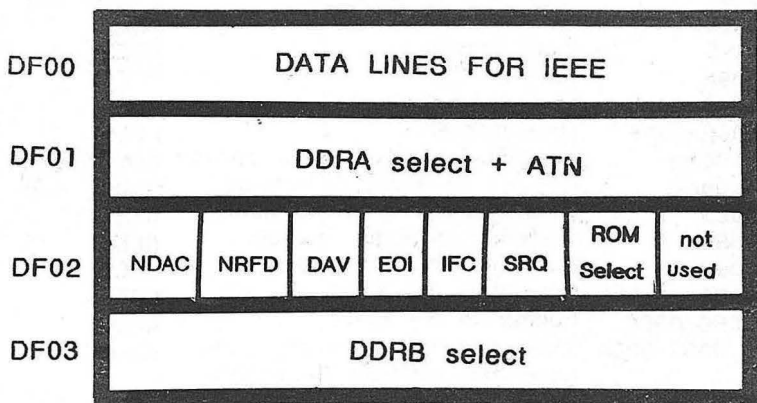 DF00 DATA LINES FOR IEEE
DF01 DDRA select + ATN
DF02 NDAC NRFD DAV EOI IFC SRQ ROM Select not used
DF03 DDRB select